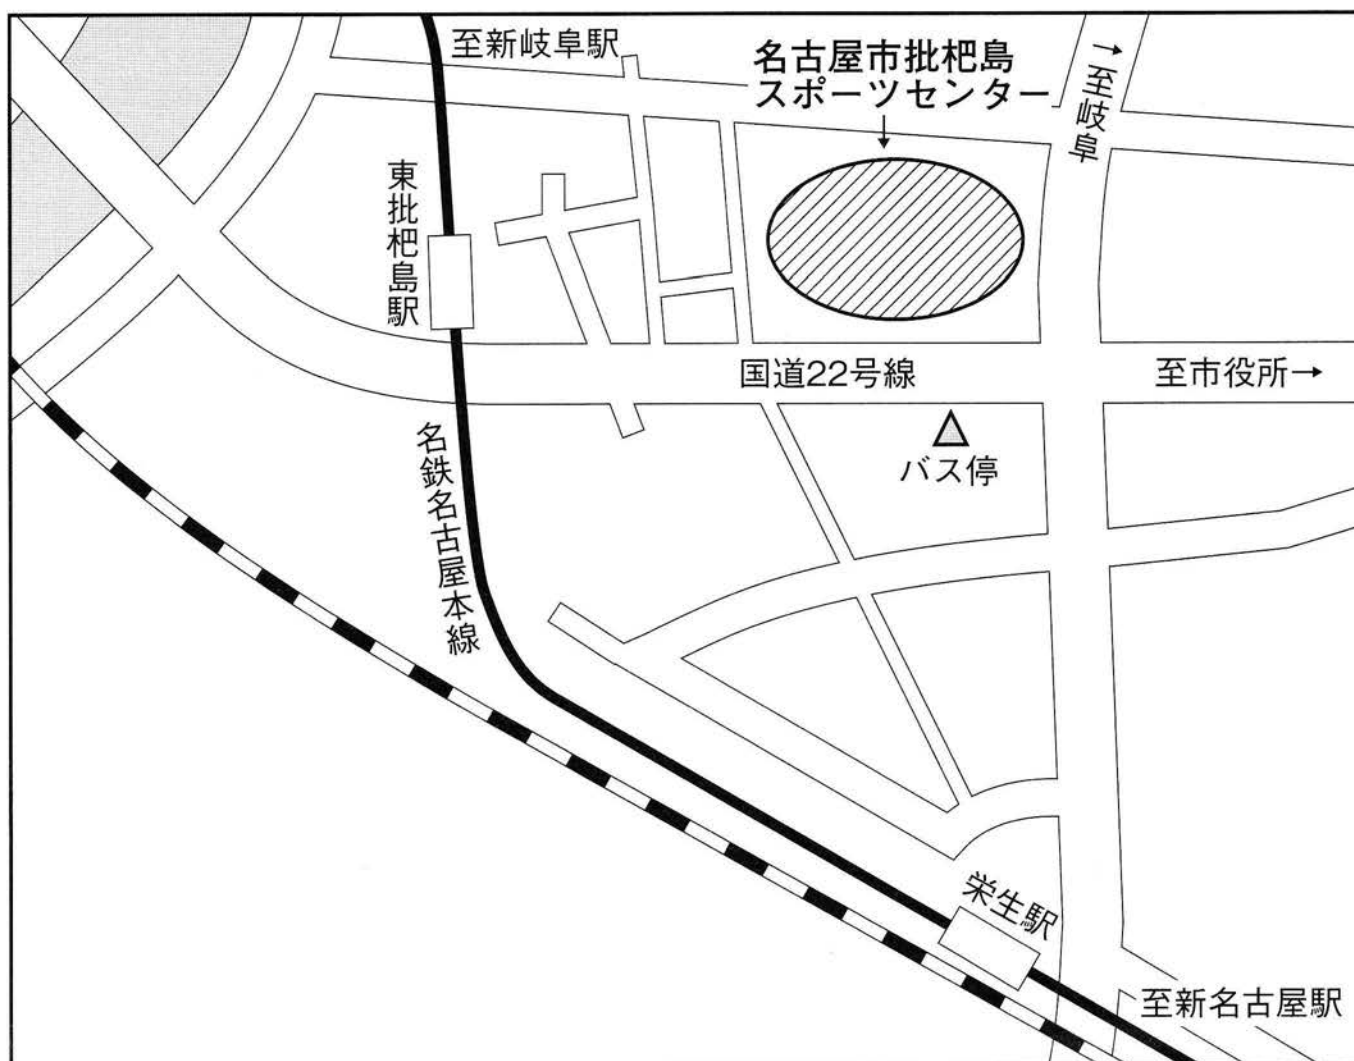 至新岐阜駅
名古屋市批杷島
スポーツセンター
→至岐阜
東批杷島駅
国道22号線
至市役所→
バス停
名鉄名古屋本線
栄生駅
至新名古屋駅